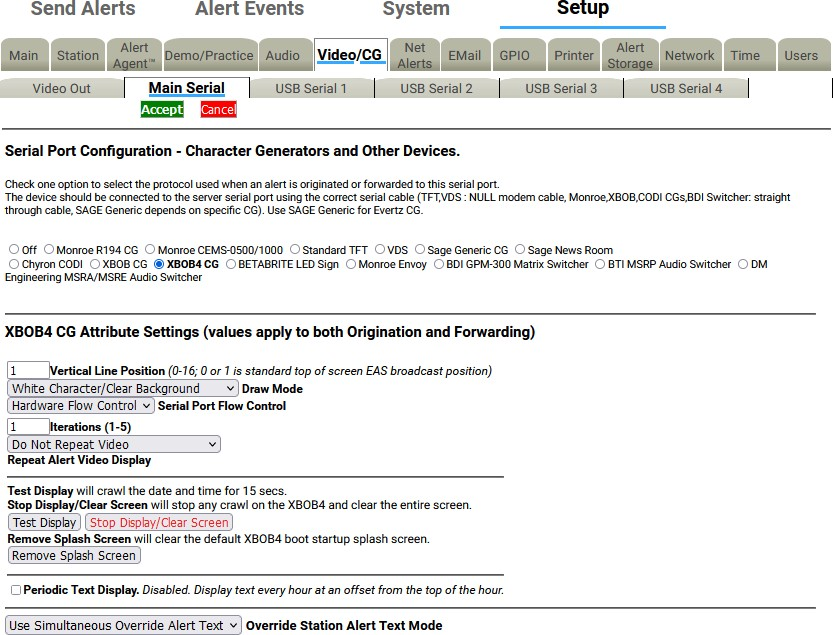 Send Alerts Alert Events System Setup
Main Station Alert Agent™ Demo/Practice Audio Video/CG Net Alerts EMail GPIO Printer Alert Storage Network Time Users
Video Out Main Serial USB Serial 1 USB Serial 2 USB Serial 3 USB Serial 4
Accept Cancel
Serial Port Configuration - Character Generators and Other Devices.
Check one option to select the protocol used when an alert is originated or forwarded to this serial port.
The device should be connected to the server serial port using the correct serial cable (TFT,VDS : NULL modem cable, Monroe,XBOB,CODI CGs,BDI Switcher: straight
through cable, SAGE Generic depends on specific CG). Use SAGE Generic for Evertz CG.
Off Monroe R194 CG Monroe CEMS-0500/1000 Standard TFT VDS Sage Generic CG Sage News Room
Chyron CODI XBOB CG XBOB4 CG BETABRITE LED Sign Monroe Envoy BDI GPM-300 Matrix Switcher BTI MSRP Audio Switcher DM
Engineering MSRA/MSRE Audio Switcher
XBOB4 CG Attribute Settings (values apply to both Origination and Forwarding)
1 Vertical Line Position (0-16; 0 or 1 is standard top of screen EAS broadcast position)
White Character/Clear Background Draw Mode
Hardware Flow Control Serial Port Flow Control
1 Iterations (1-5)
Do Not Repeat Video
Repeat Alert Video Display
Test Display will crawl the date and time for 15 secs.
Stop Display/Clear Screen will stop any crawl on the XBOB4 and clear the entire screen.
Test Display Stop Display/Clear Screen
Remove Splash Screen will clear the default XBOB4 boot startup splash screen.
Remove Splash Screen
Periodic Text Display. Disabled. Display text every hour at an offset from the top of the hour.
Use Simultaneous Override Alert Text Override Station Alert Text Mode